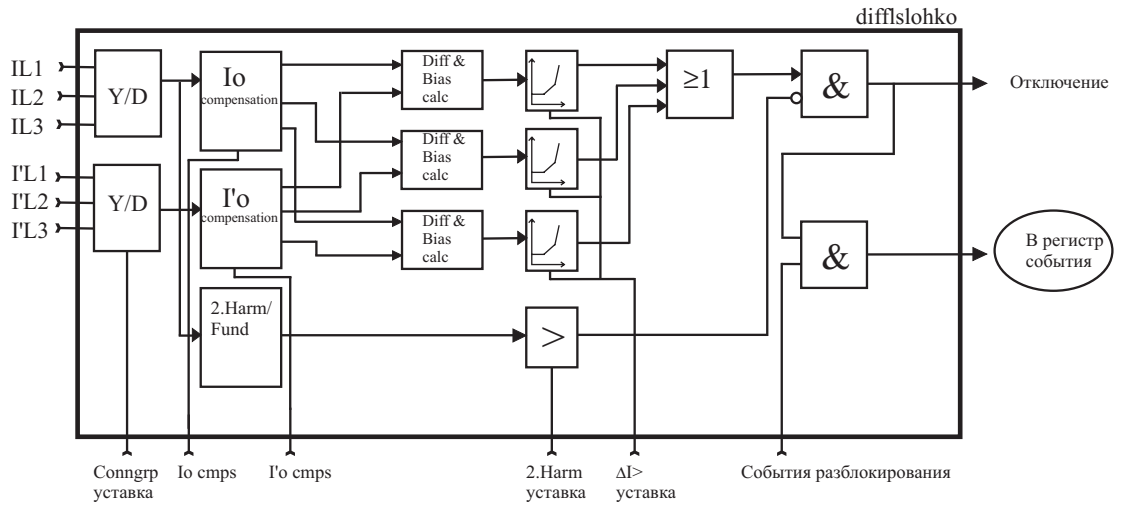 difflslohko
IL1
IL2
IL3
I'L1
I'L2
I'L3
Y/D
Y/D
Io
compensation
I'o
compensation
2.Harm/
Fund
Diff &
Bias
calc
Diff &
Bias
calc
Diff &
Bias
calc
>
≥1
&
&
Отключение
В регистр
события
Conngrp
уставка
Io cmps
I'o cmps
2.Harm
уставка
ΔI>
уставка
События разблокирования